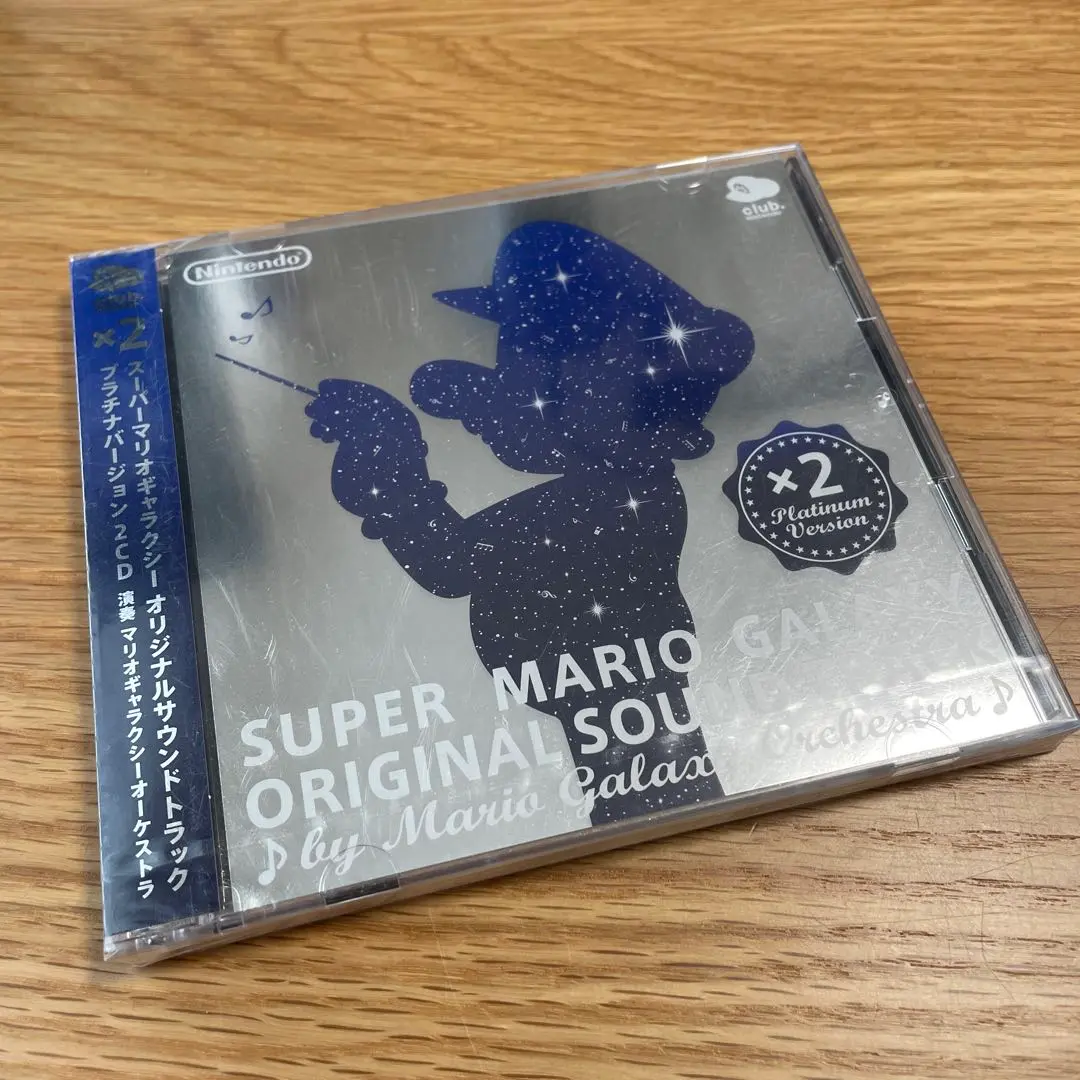 Nintendo
club.
×2
Platinum
Version
SUPER MARIO GALAXY
ORIGINAL SOUN
♪ by Mario Galaxy Orchestra ♪
club
×2
スーパーマリオギャラクシー オリジナルサウンドトラック
プラチナバージョン 2CD 演奏 マリオギャラクシーオーケストラ